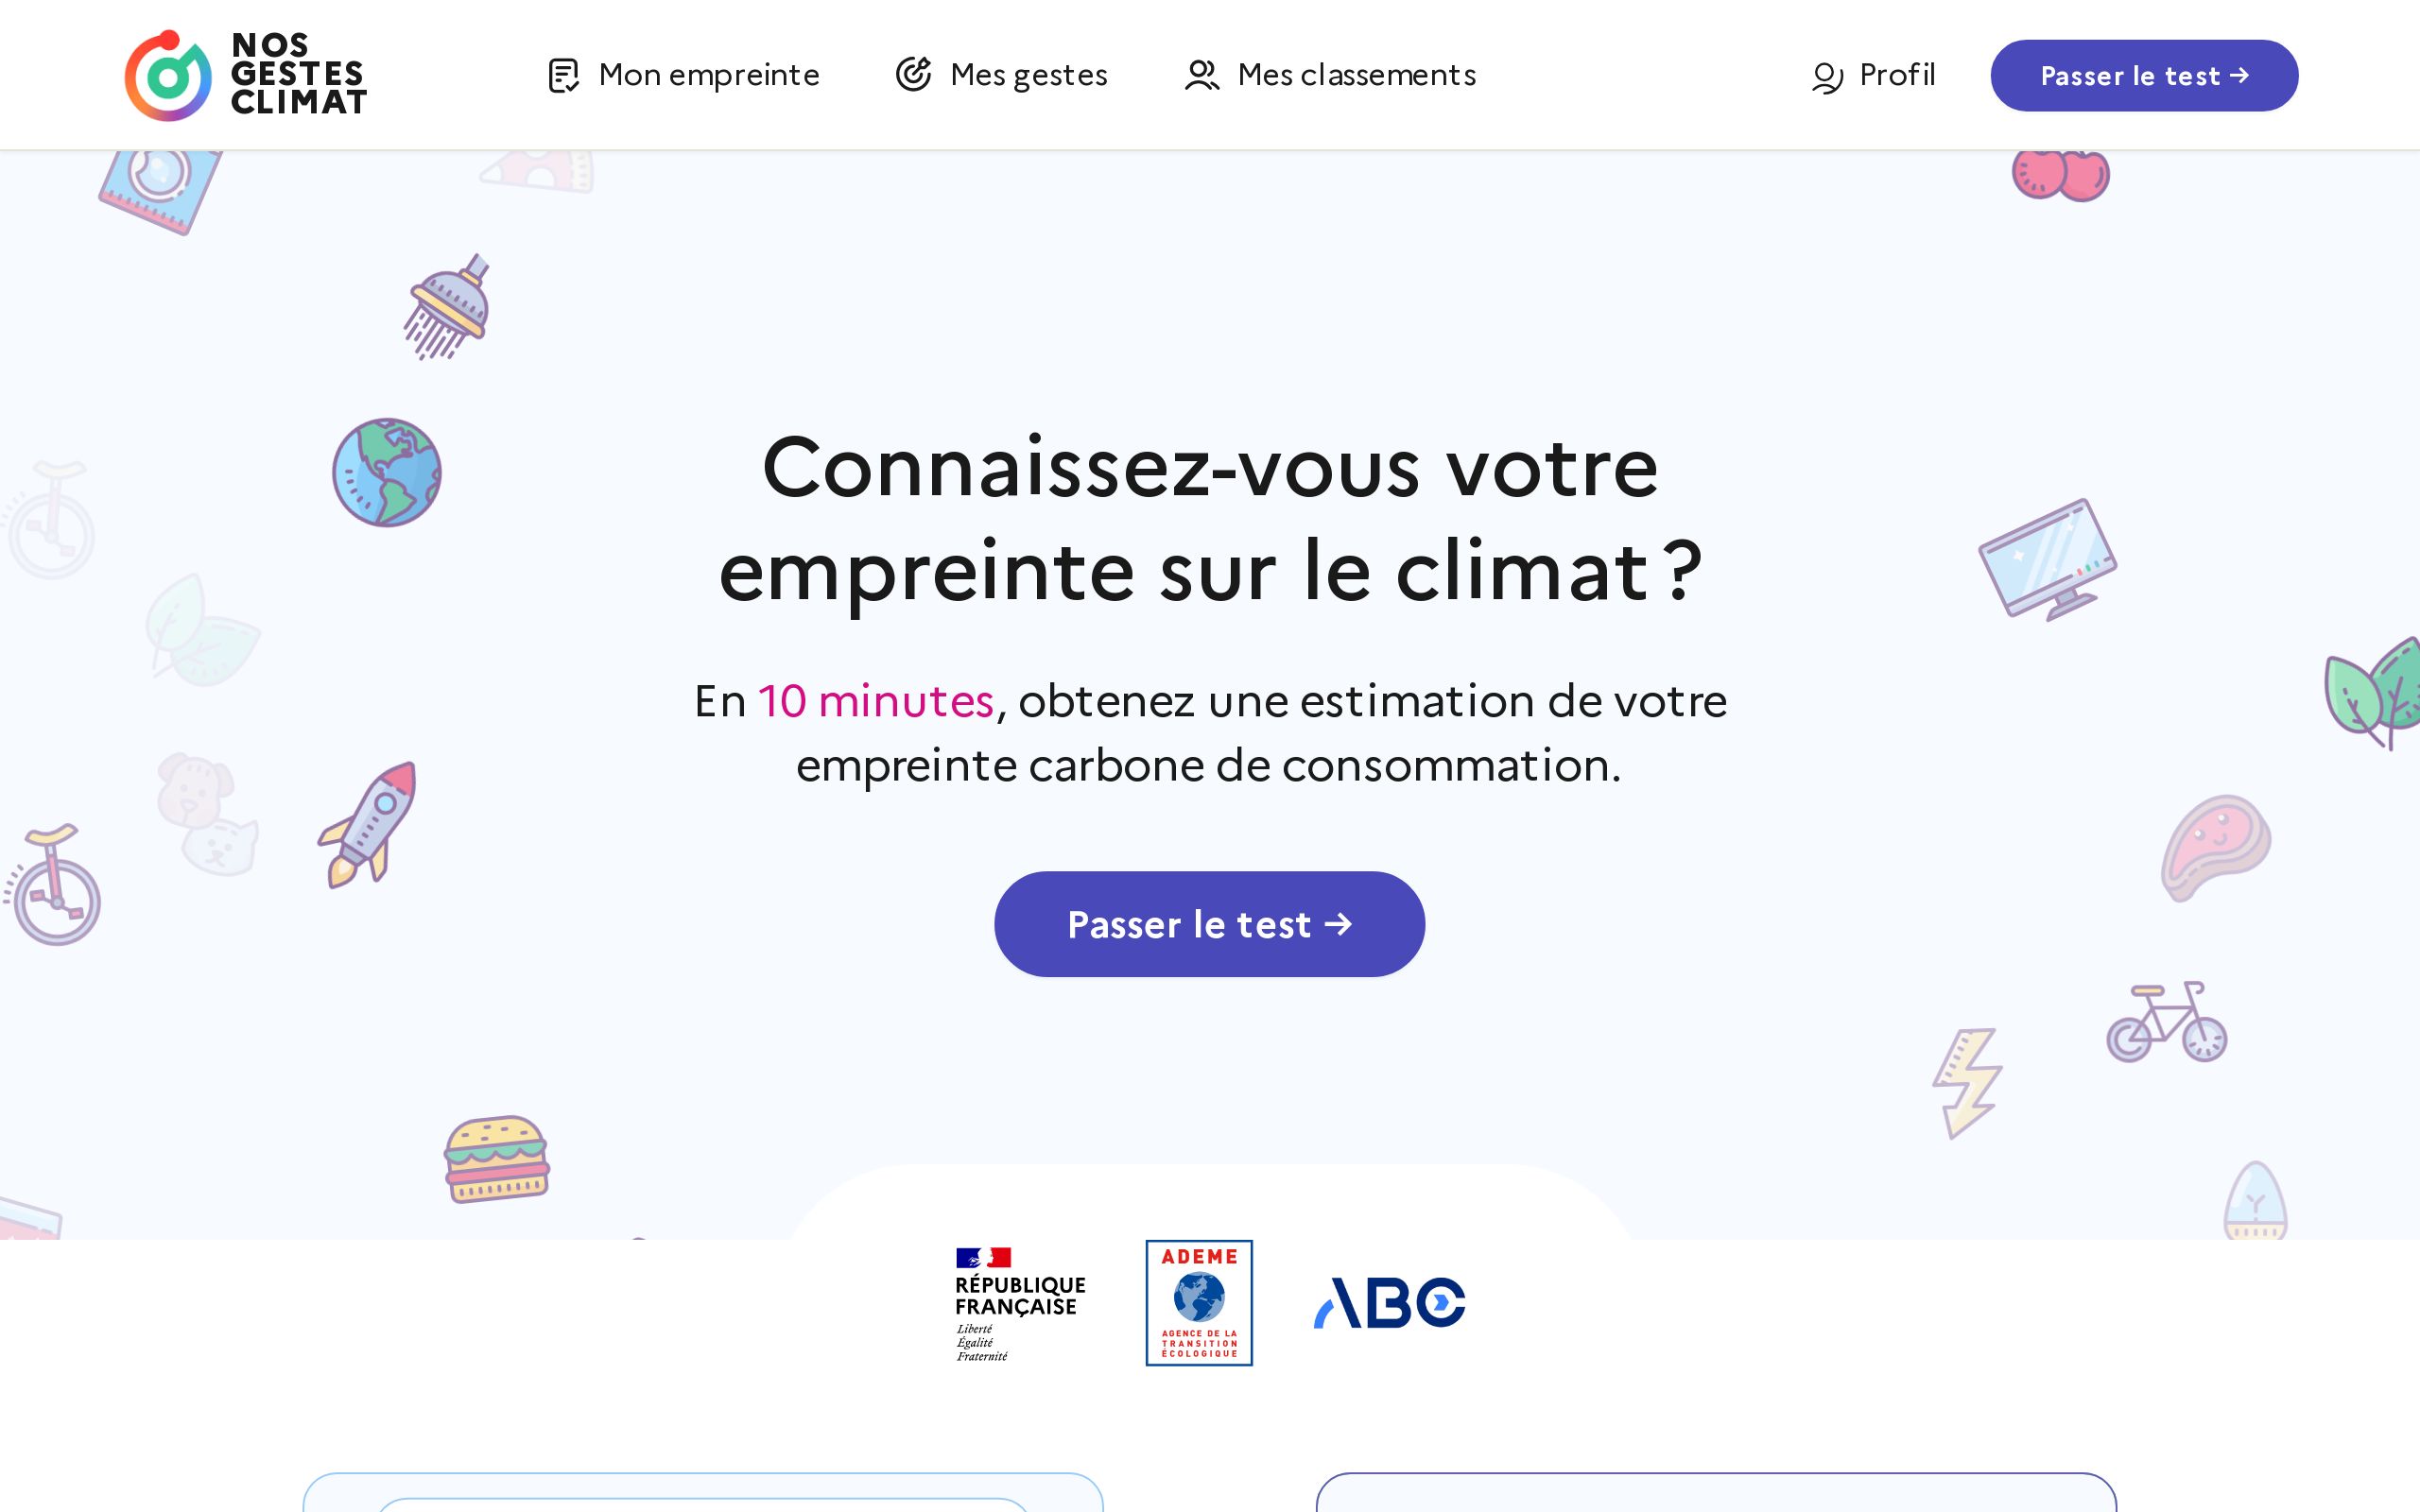 NOS
GESTES
CLIMAT
Mon empreinte
Mes gestes
Mes classements
Profil
Passer le test →
Connaissez-vous votre
empreinte sur le climat ?
En 10 minutes, obtenez une estimation de votre
empreinte carbone de consommation.
Passer le test →
RÉPUBLIQUE
FRANÇAISE
Liberté
Égalité
Fraternité
ADEME
AGENCE DE LA
TRANSITION
ÉCOLOGIQUE
ABC